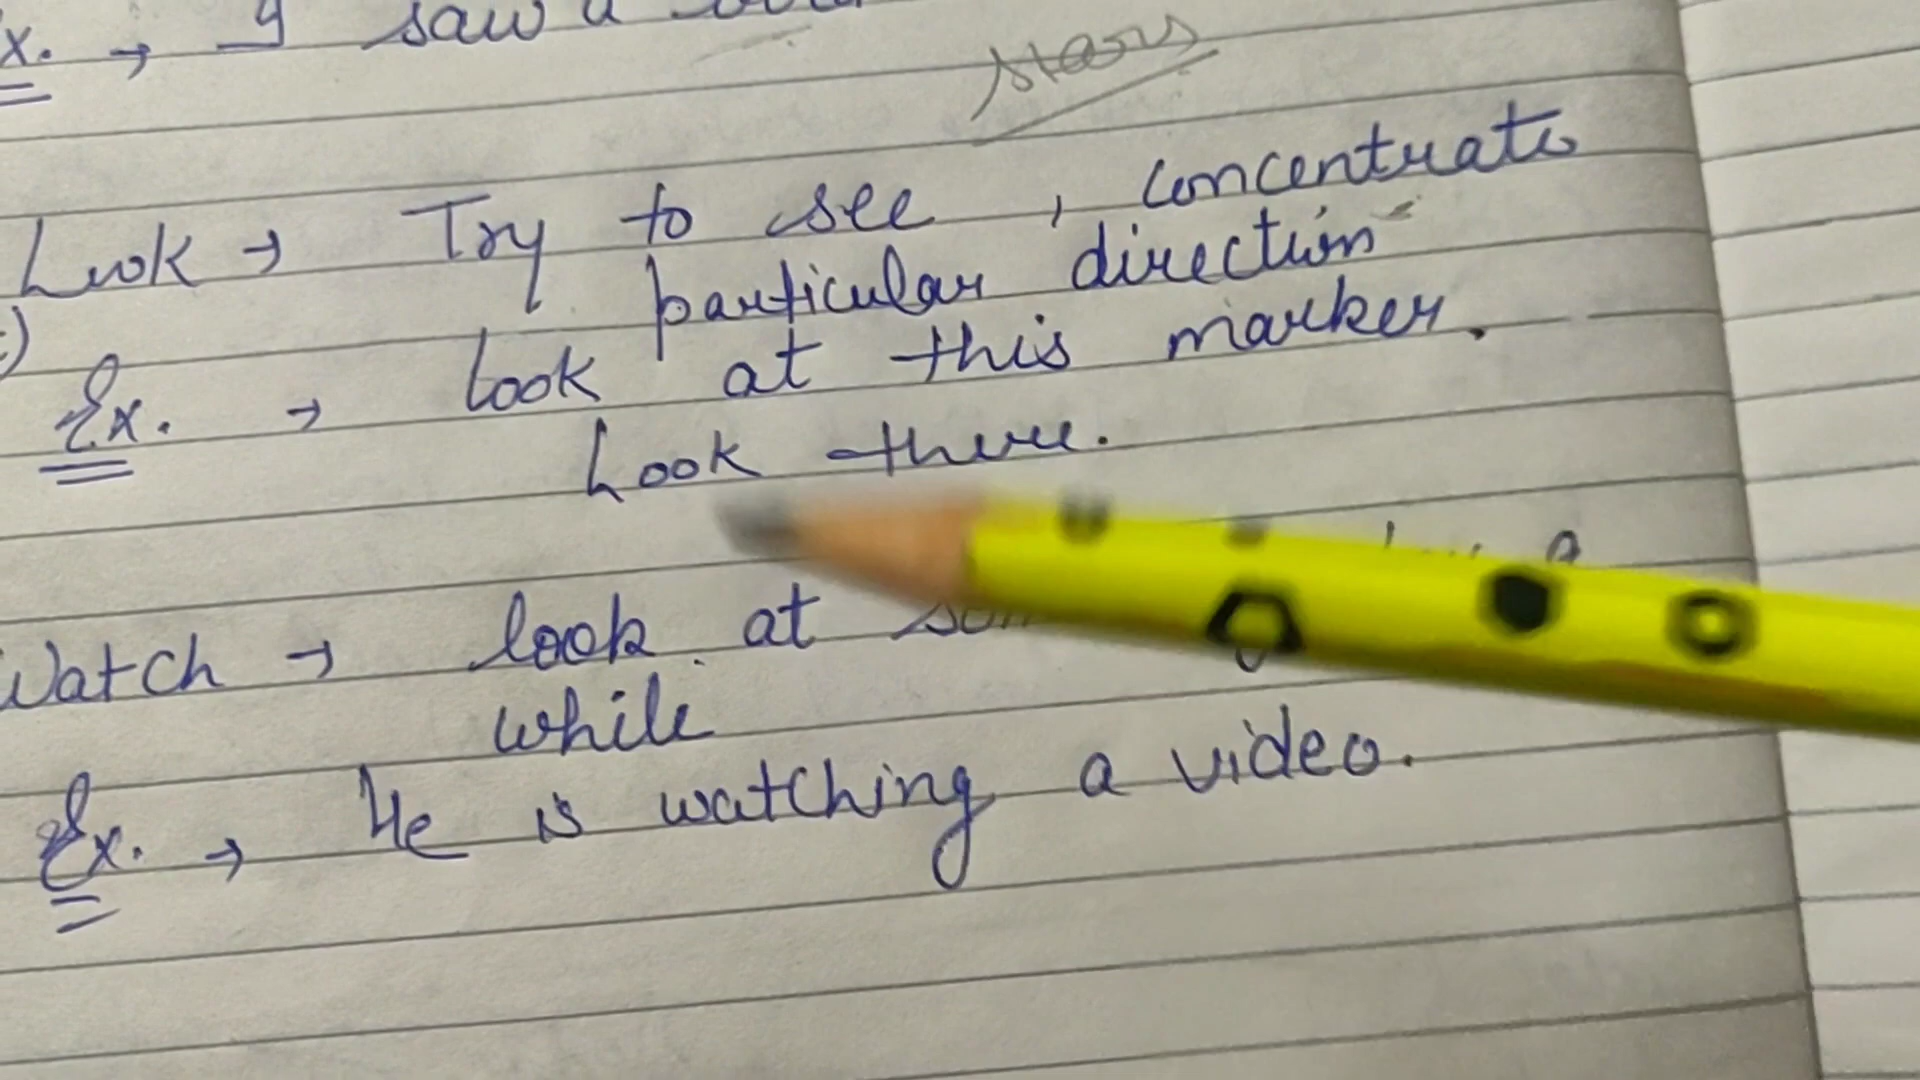 x. → I saw a
stars
Look → Try to see , concentrate
particular direction
Ex. → look at this marker.
Look there.
Watch → look at
while
Ex. → He is watching a video.